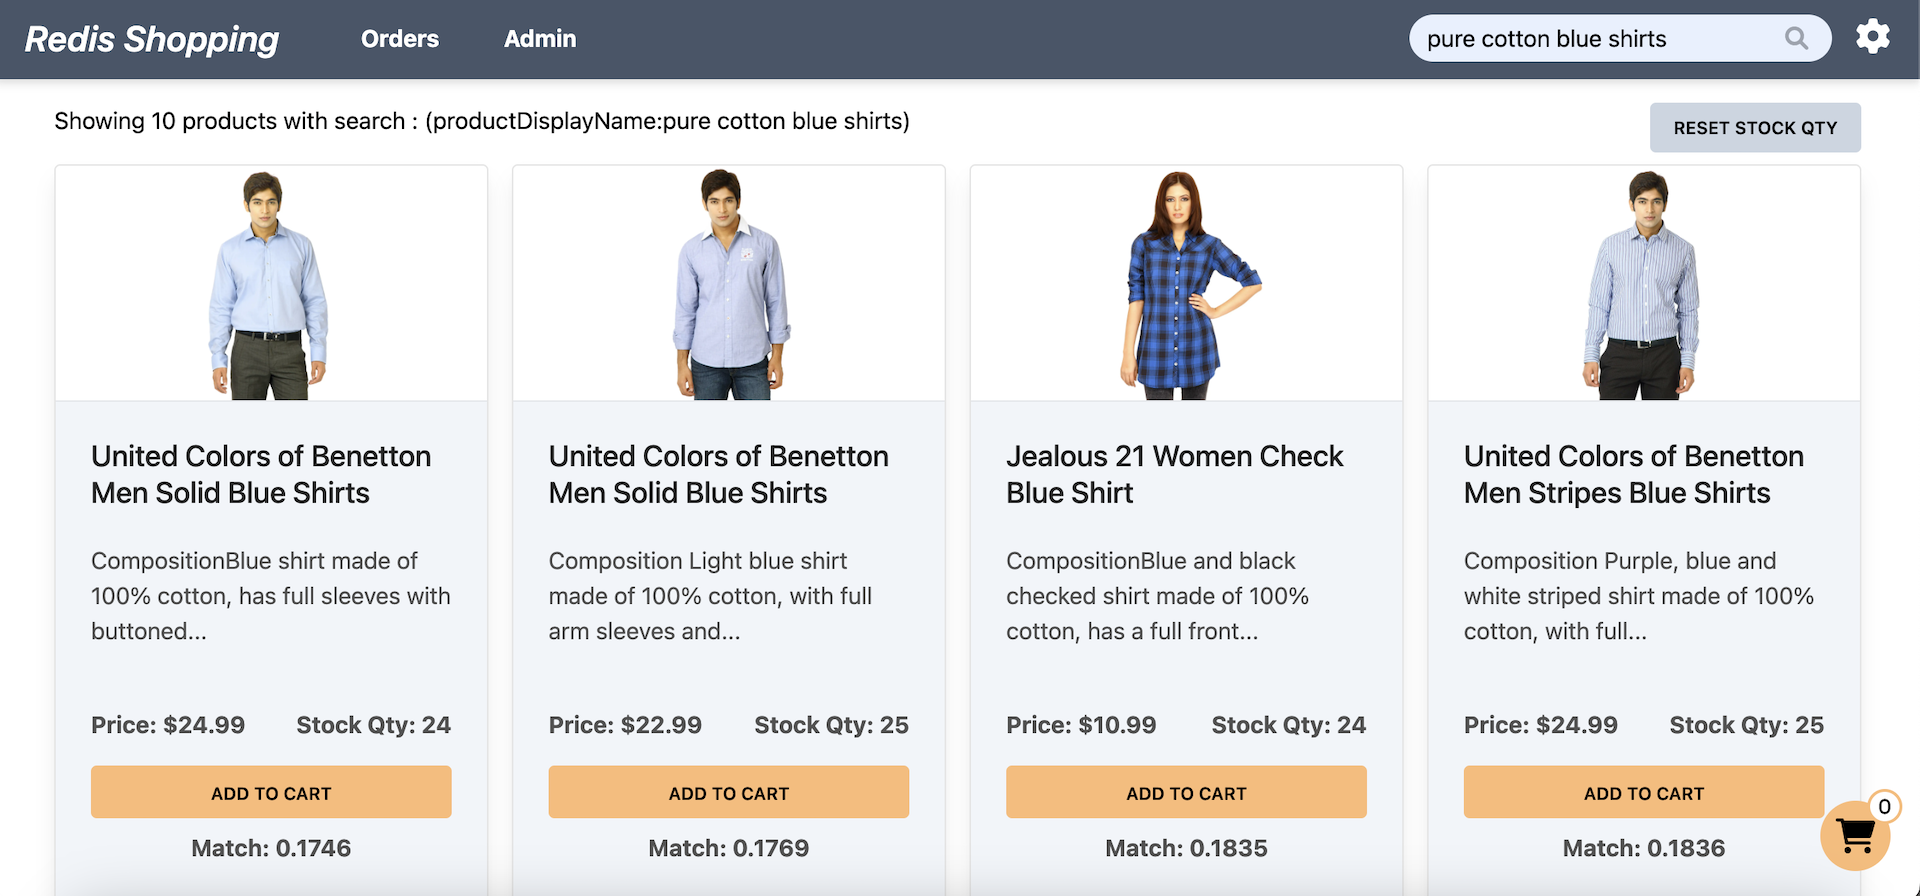 Redis Shopping
Orders
Admin
pure cotton blue shirts
Showing 10 products with search : (productDisplayName:pure cotton blue shirts)
RESET STOCK QTY
United Colors of Benetton
Men Solid Blue Shirts
CompositionBlue shirt made of
100% cotton, has full sleeves with
buttoned...
Price: $24.99
Stock Qty: 24
ADD TO CART
Match: 0.1746
United Colors of Benetton
Men Solid Blue Shirts
Composition Light blue shirt
made of 100% cotton, with full
arm sleeves and...
Price: $22.99
Stock Qty: 25
ADD TO CART
Match: 0.1769
Jealous 21 Women Check
Blue Shirt
CompositionBlue and black
checked shirt made of 100%
cotton, has a full front...
Price: $10.99
Stock Qty: 24
ADD TO CART
Match: 0.1835
United Colors of Benetton
Men Stripes Blue Shirts
Composition Purple, blue and
white striped shirt made of 100%
cotton, with full...
Price: $24.99
Stock Qty: 25
ADD TO CART
Match: 0.1836
0